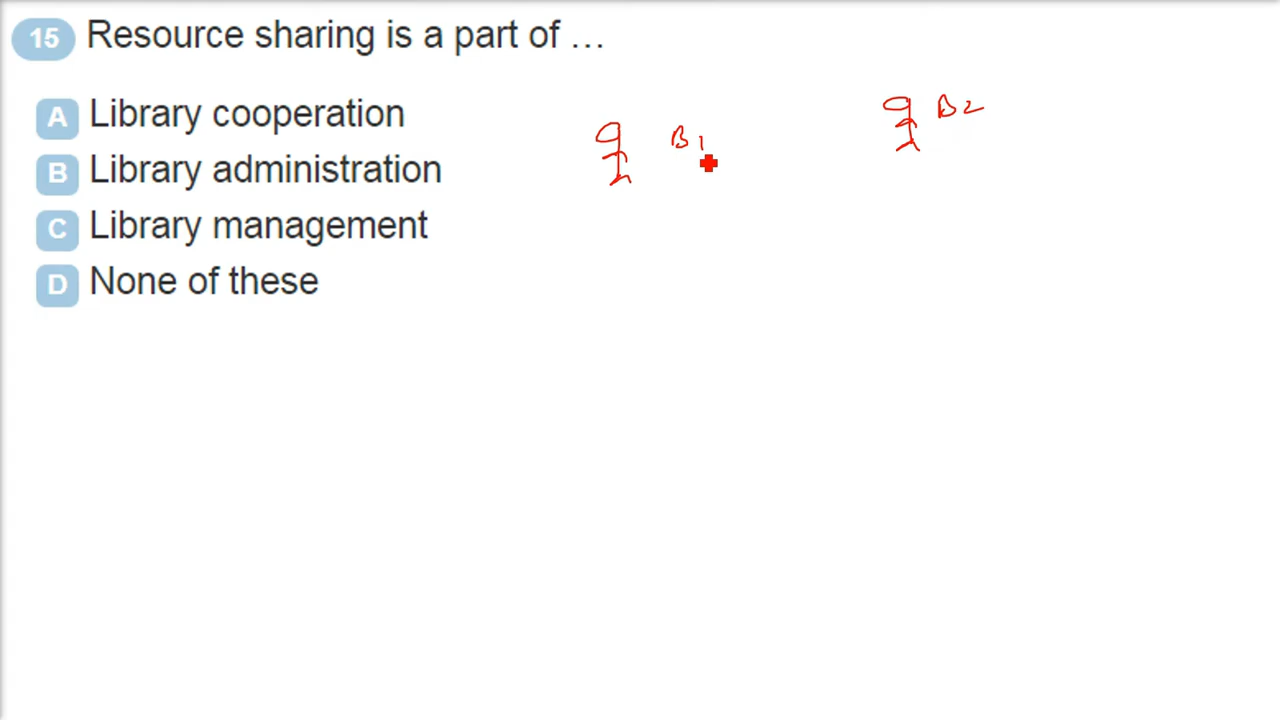 15 Resource sharing is a part of ...
A Library cooperation
B Library administration
C Library management
D None of these
B1
B2